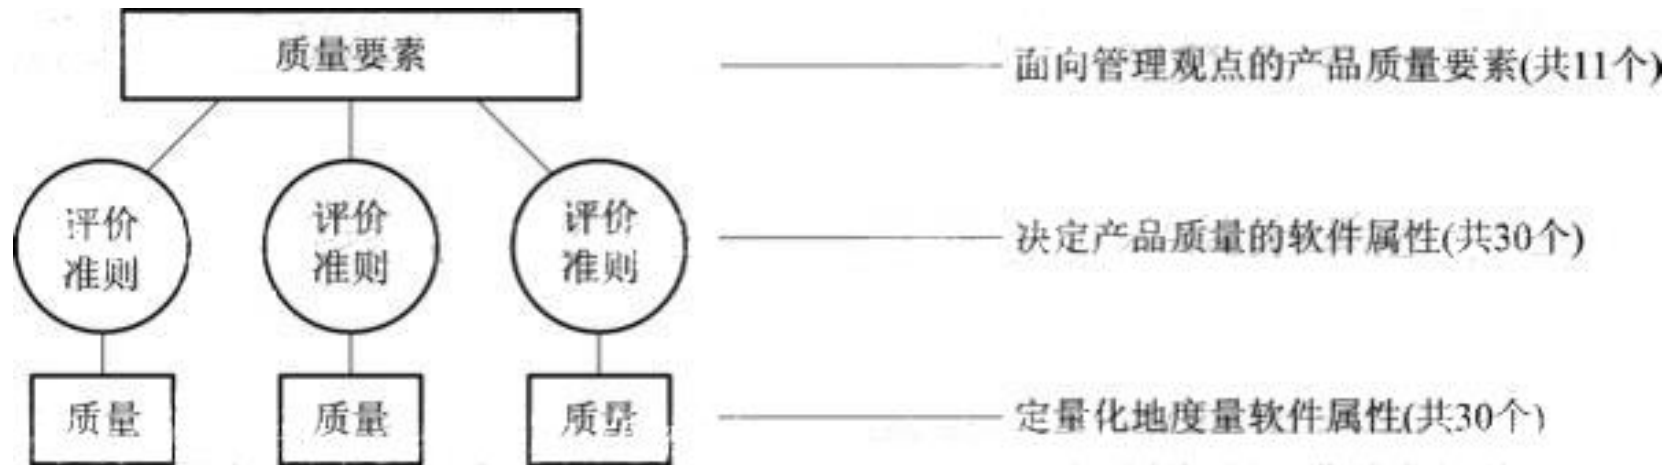 质量要素
面向管理观点的产品质量要素(共11个)
评价
准则
评价
准则
评价
准则
决定产品质量的软件属性(共30个)
质量
质量
质量
定量化地度量软件属性(共30个)